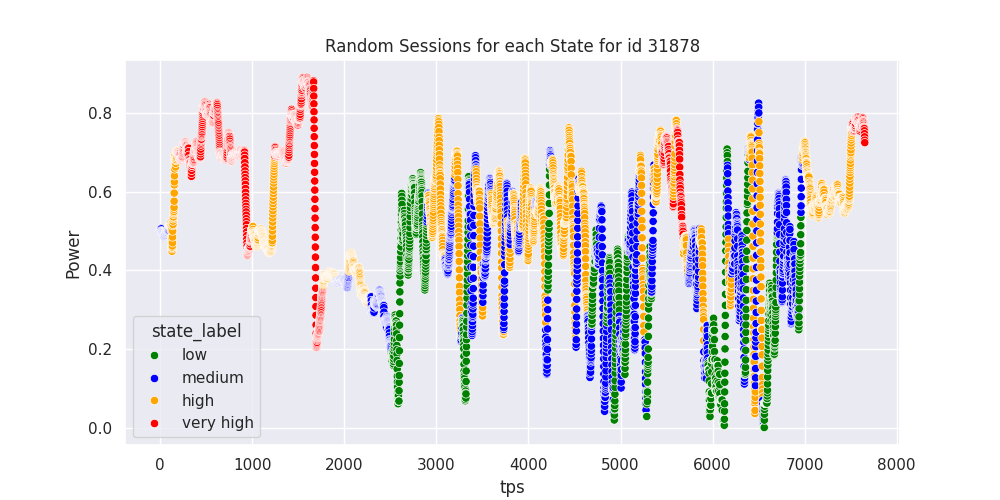 Random Sessions for each State for id 31878
Power
0.8
0.6
0.4
0.2
0.0
state_label
low
medium
high
very high
0 1000 2000 3000 4000 5000 6000 7000 8000
tps